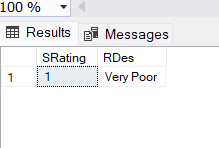 100 %
Results Messages
SRating RDes
1 1 Very Poor